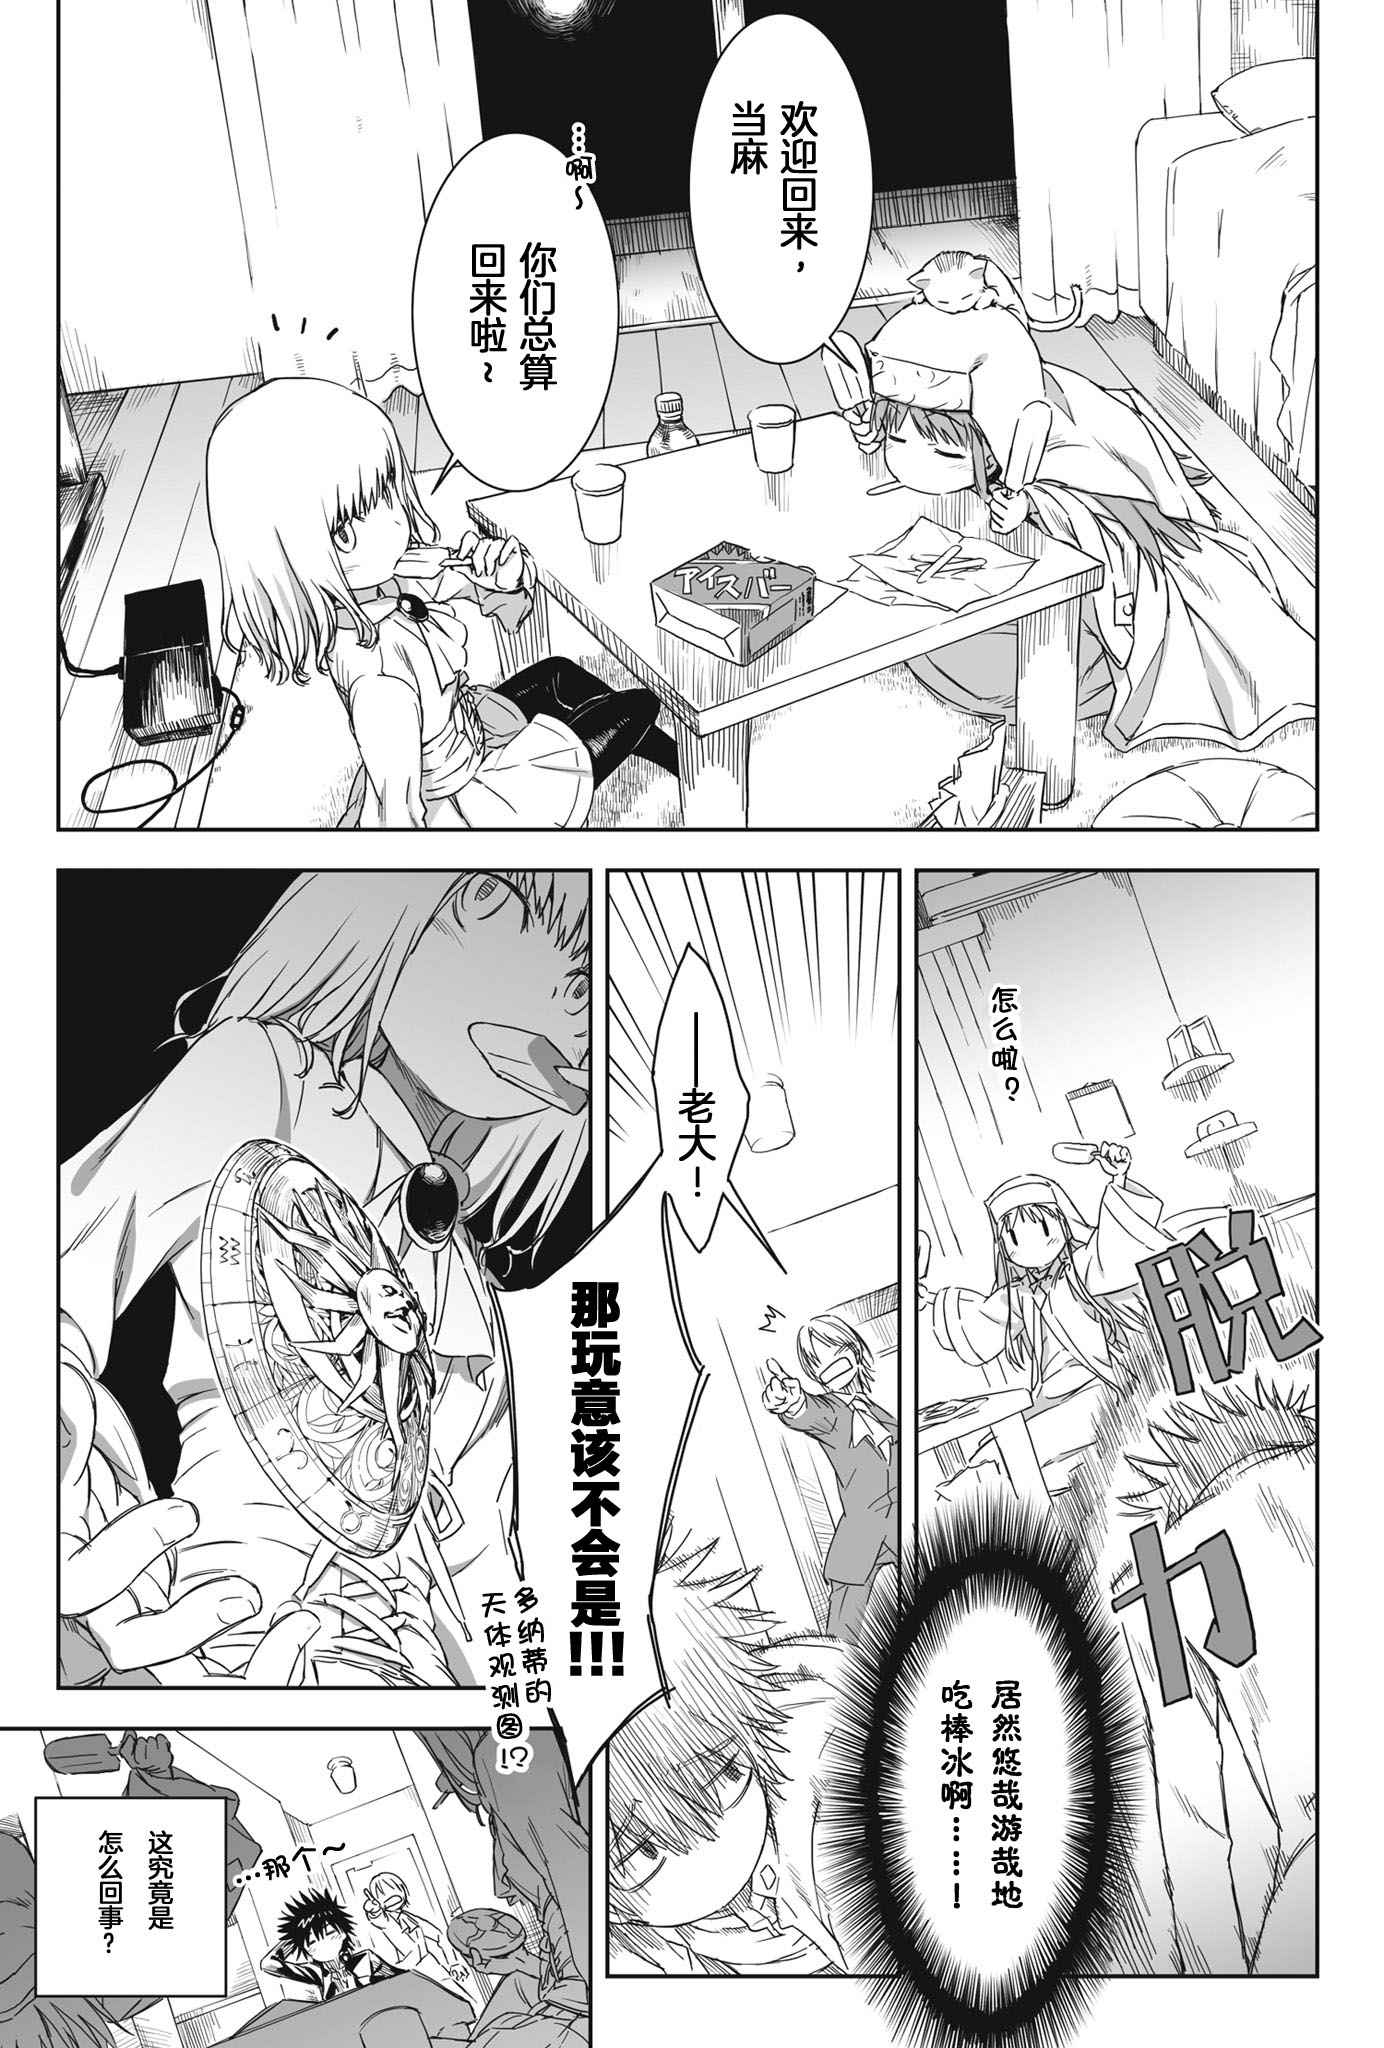 欢迎回来，
当麻
…啊～
你们总算
回来啦～
アイスバー
怎么啦？
脱力
居然悠哉游哉地
吃棒冰啊……！
——老大！
那玩意该不会是!!!
多纳蒂的
天体观测图!?
…那个～
这究竟是
怎么回事？